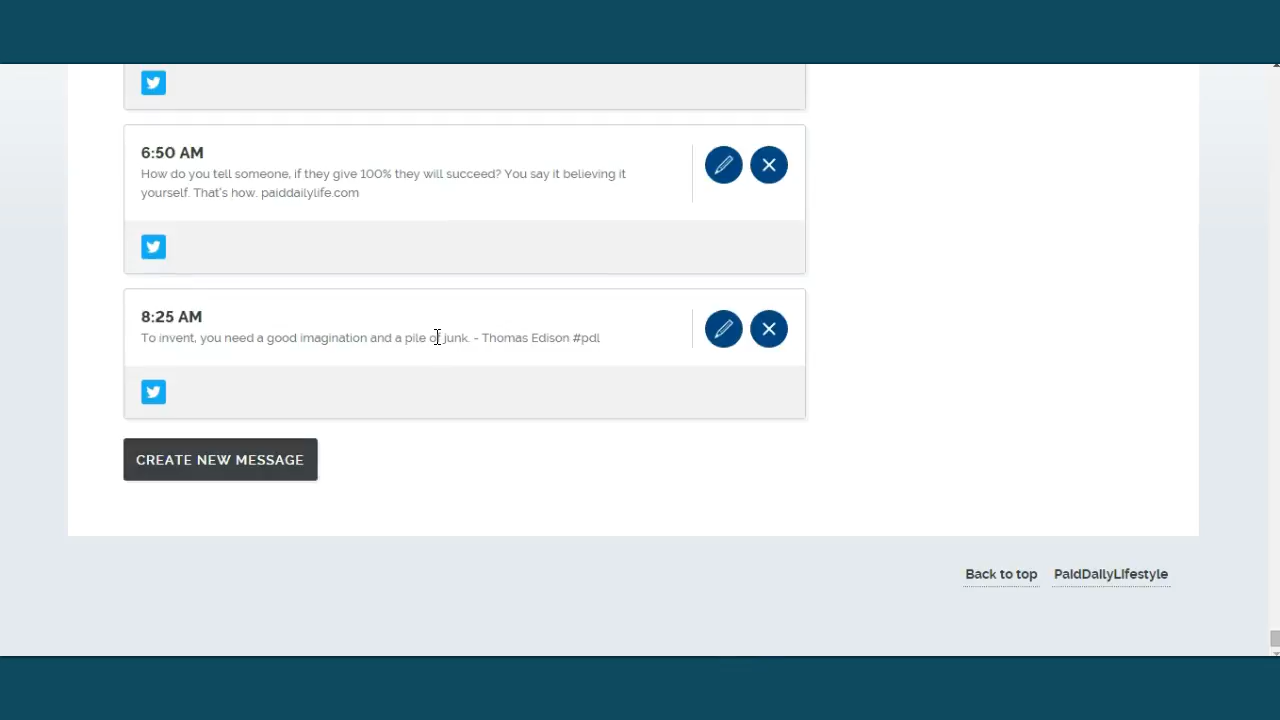 6:50 AM
How do you tell someone, if they give 100% they will succeed? You say it believing it
yourself. That's how. paiddailylife.com
8:25 AM
To invent, you need a good imagination and a pile of junk. - Thomas Edison #pdl
CREATE NEW MESSAGE
Back to top PaidDailyLifestyle